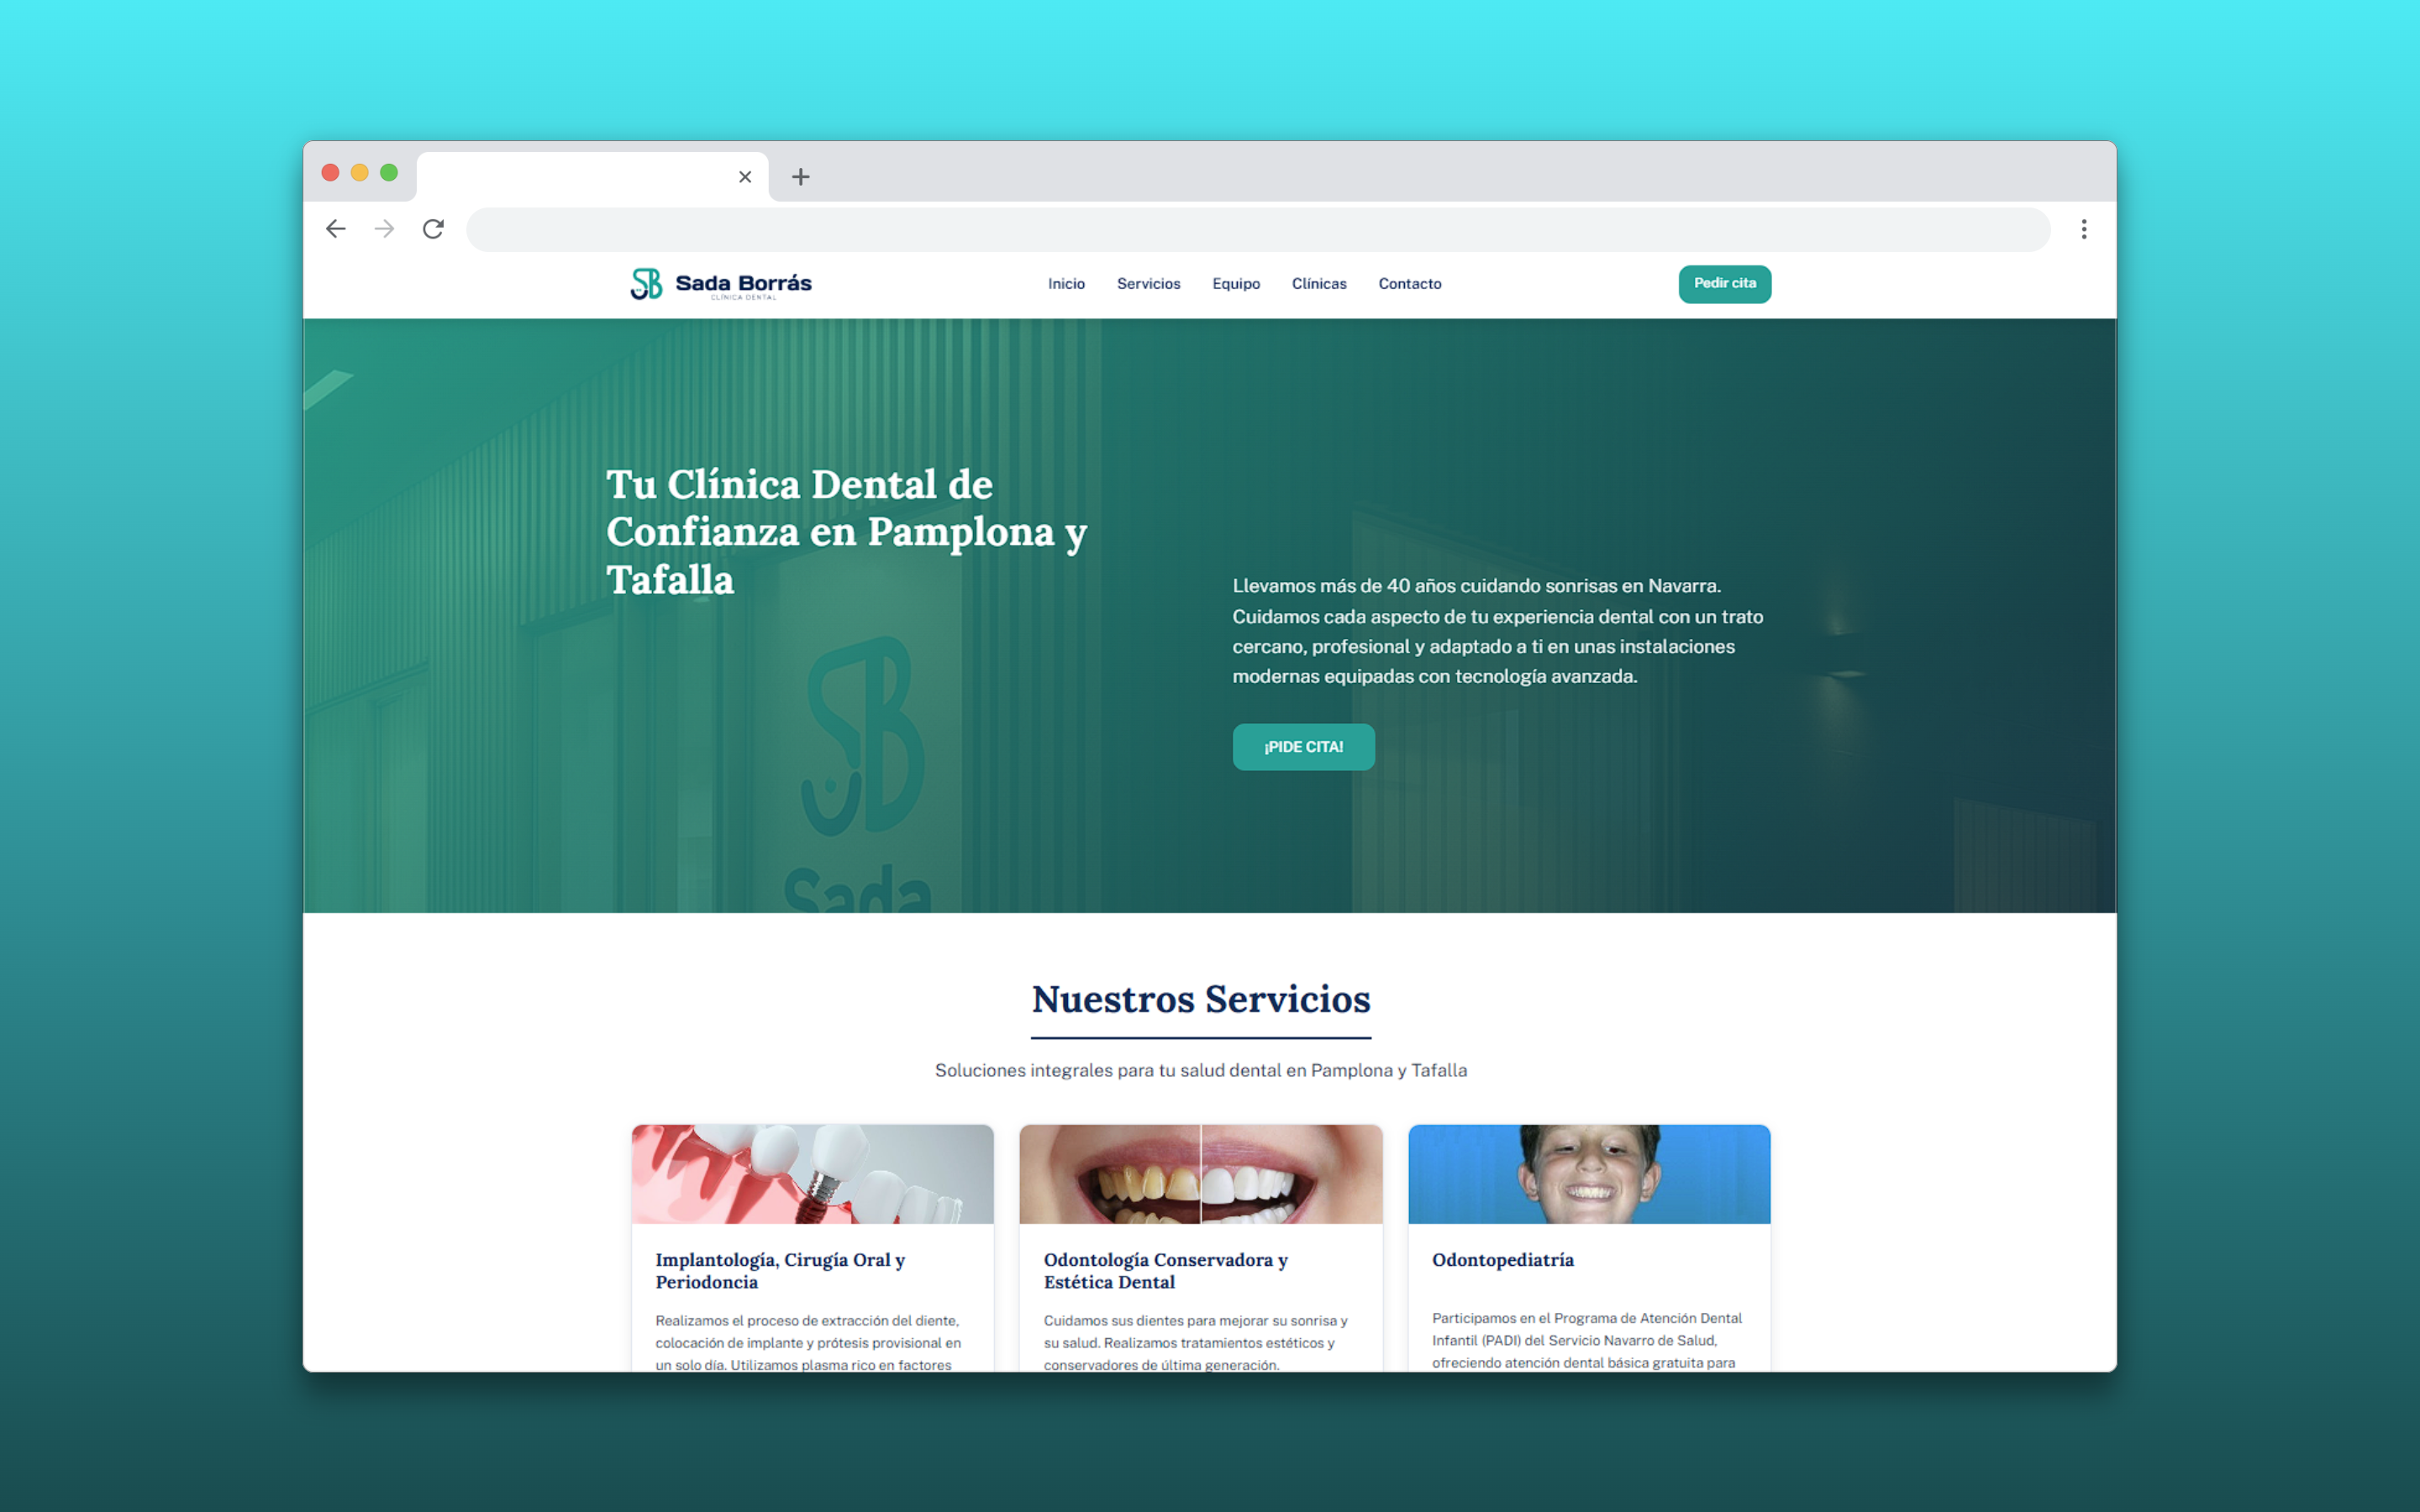 Sada Borrás
CLÍNICA DENTAL
Inicio
Servicios
Equipo
Clínicas
Contacto
Pedir cita
Tu Clínica Dental de
Confianza en Pamplona y
Tafalla
Llevamos más de 40 años cuidando sonrisas en Navarra.
Cuidamos cada aspecto de tu experiencia dental con un trato
cercano, profesional y adaptado a ti en unas instalaciones
modernas equipadas con tecnología avanzada.
¡PIDE CITA!
SB
Sada
Nuestros Servicios
Soluciones integrales para tu salud dental en Pamplona y Tafalla
Implantología, Cirugía Oral y
Periodoncia
Realizamos el proceso de extracción del diente,
colocación de implante y prótesis provisional en
un solo día. Utilizamos plasma rico en factores
Odontología Conservadora y
Estética Dental
Cuidamos sus dientes para mejorar su sonrisa y
su salud. Realizamos tratamientos estéticos y
conservadores de última generación.
Odontopediatría
Participamos en el Programa de Atención Dental
Infantil (PADI) del Servicio Navarro de Salud,
ofreciendo atención dental básica gratuita para